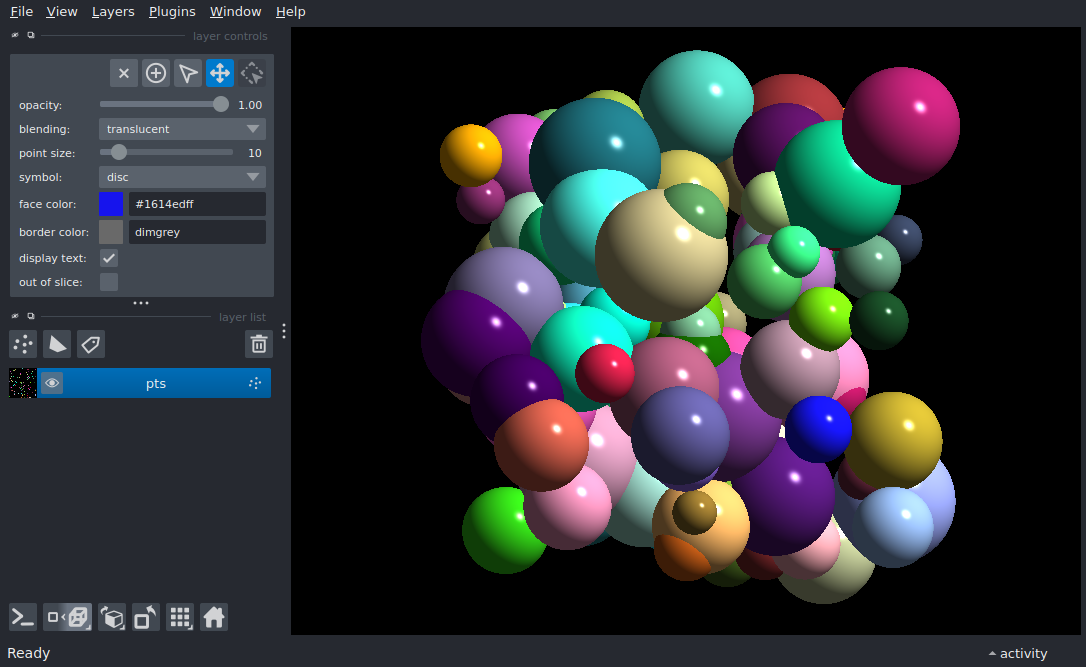 File View Layers Plugins Window Help
layer controls
opacity: 1.00
blending: translucent
point size: 10
symbol: disc
face color: #1614edff
border color: dimgrey
display text:
out of slice:
layer list
pts
Ready
activity